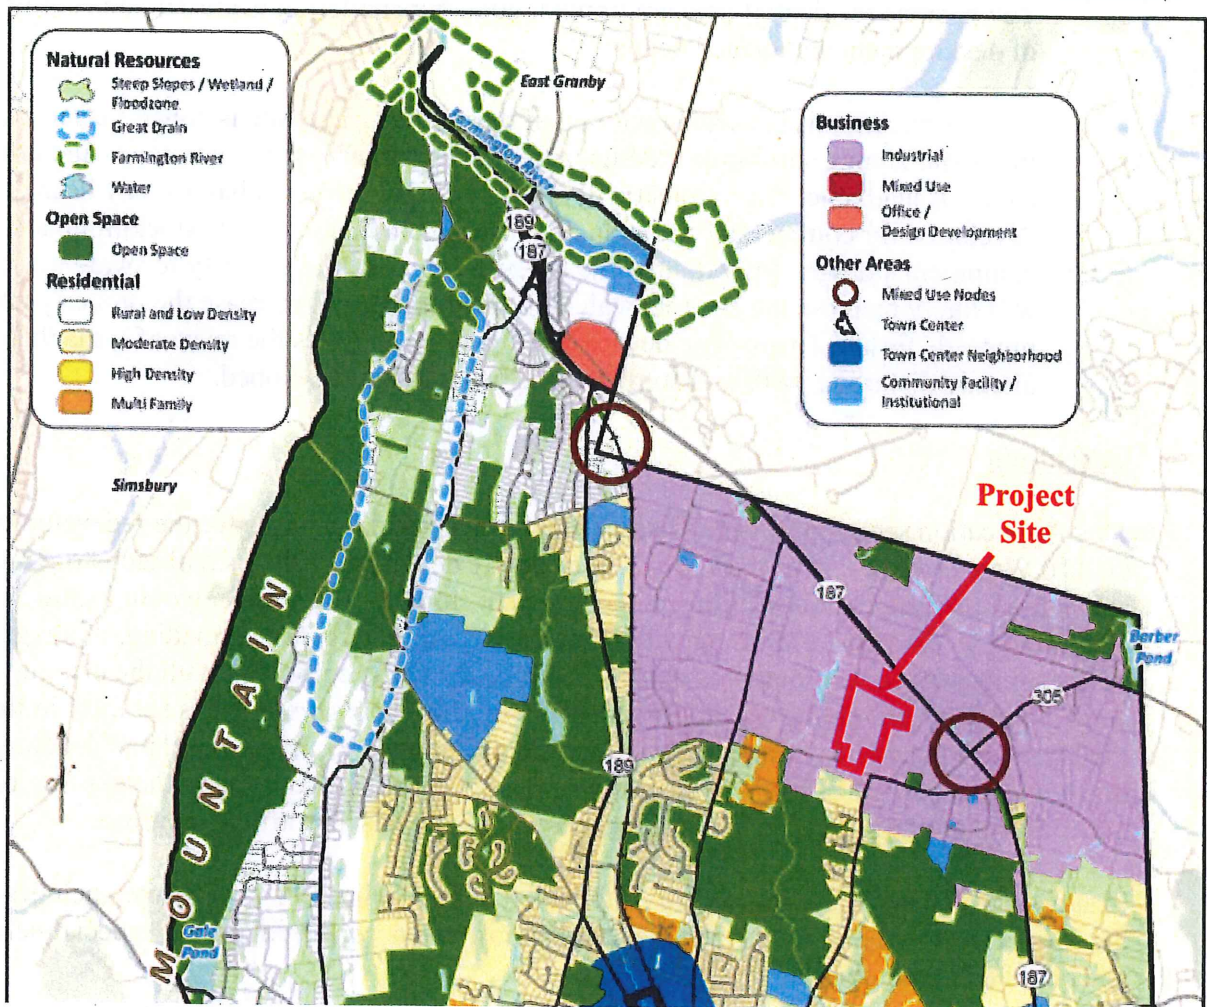 Natural Resources
Steep Slopes / Wetland /
Floodzone
Great Drain
Farmington River
Water
Open Space
Open Space
Residential
Rural and Low Density
Moderate Density
High Density
Multi Family
Business
Industrial
Mixed Use
Office /
Design Development
Other Areas
Mixed Use Nodes
Town Center
Town Center Neighborhood
Community Facility /
Institutional
East Granby
Farmington River
189
187
Simsbury
Project
Site
187
Barber
Pond
305
MOUNTAIN
189
Gale
Pond
187